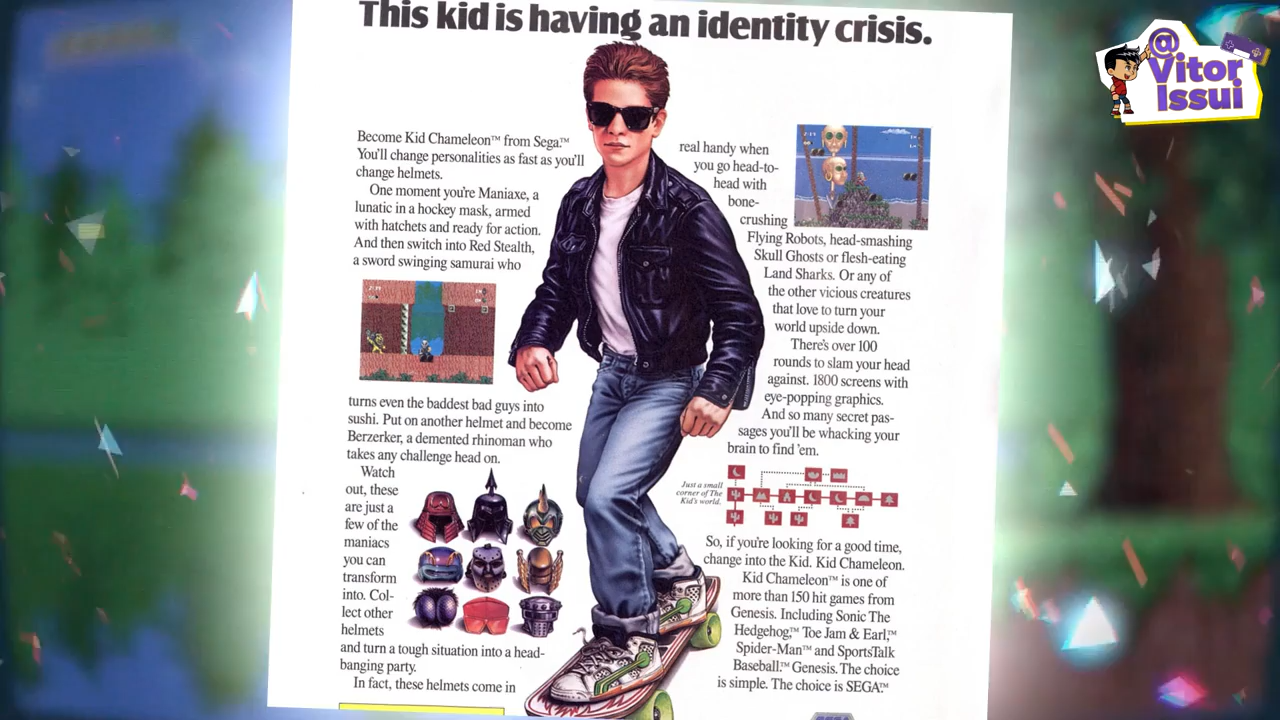 This kid is having an identity crisis.
Become Kid Chameleon™ from Sega.™
You'll change personalities as fast as you'll
change helmets.
One moment you're Maniaxe, a
lunatic in a hockey mask, armed
with hatchets and ready for action.
And then switch into Red Stealth,
a sword swinging samurai who
turns even the baddest bad guys into
sushi. Put on another helmet and become
Berzerker, a demented rhinoman who
takes any challenge head on.
Watch
out, these
are just a
few of the
maniacs
you can
transform
into. Col-
lect other
helmets
and turn a tough situation into a head-
banging party.
In fact, these helmets come in
real handy when
you go head-to-
head with
bone-
crushing
Flying Robots, head-smashing
Skull Ghosts or flesh-eating
Land Sharks. Or any of
the other vicious creatures
that love to turn your
world upside down.
There's over 100
rounds to slam your head
against. 1800 screens with
eye-popping graphics.
And so many secret pas-
sages you'll be whacking your
brain to find 'em.
Just a small
corner of The
Kid's world.
So, if you're looking for a good time,
change into the Kid. Kid Chameleon.
Kid Chameleon™ is one of
more than 150 hit games from
Genesis. Including Sonic The
Hedgehog,™ Toe Jam & Earl,™
Spider-Man™ and SportsTalk
Baseball.™ Genesis. The choice
is simple. The choice is SEGA.™
@
Vitor
Issui